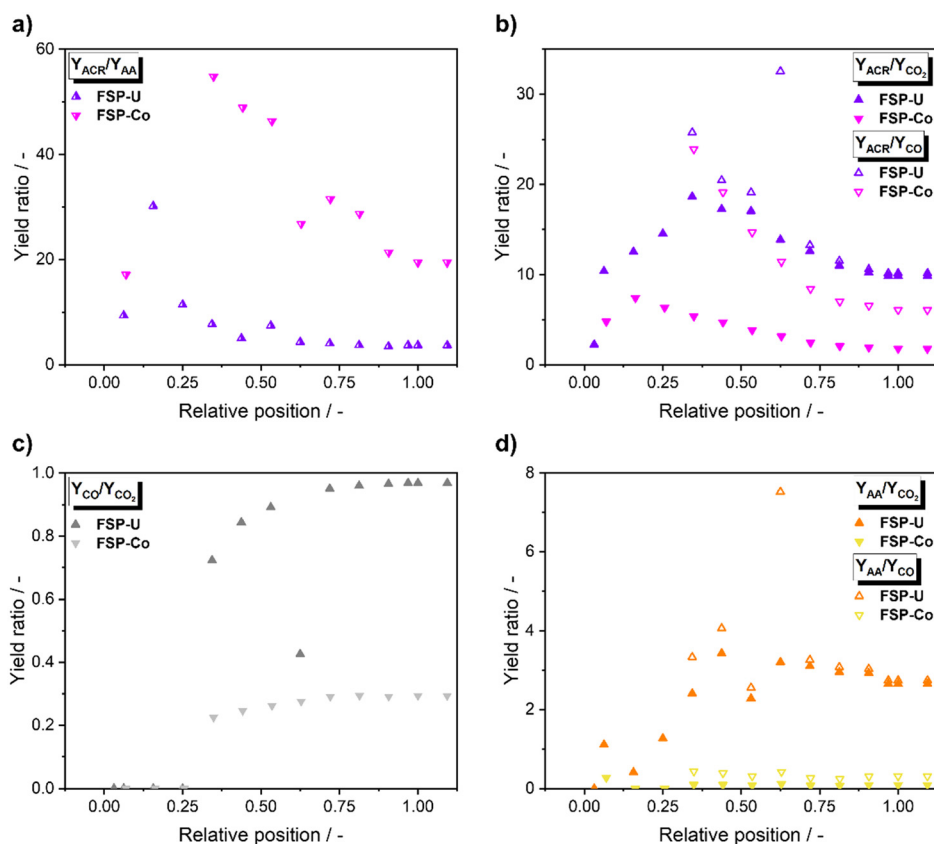 a)
Y_ACR/Y_AA
FSP-U
FSP-Co
Yield ratio / -
60
40
20
0
0.00 0.25 0.50 0.75 1.00
Relative position / -
b)
Y_ACR/Y_CO₂
FSP-U
FSP-Co
Y_ACR/Y_CO
FSP-U
FSP-Co
Yield ratio / -
30
20
10
0
0.00 0.25 0.50 0.75 1.00
Relative position / -
c)
Y_CO/Y_CO₂
FSP-U
FSP-Co
Yield ratio / -
1.0
0.8
0.6
0.4
0.2
0.0
0.00 0.25 0.50 0.75 1.00
Relative position / -
d)
Y_AA/Y_CO₂
FSP-U
FSP-Co
Y_AA/Y_CO
FSP-U
FSP-Co
Yield ratio / -
8
6
4
2
0
0.00 0.25 0.50 0.75 1.00
Relative position / -